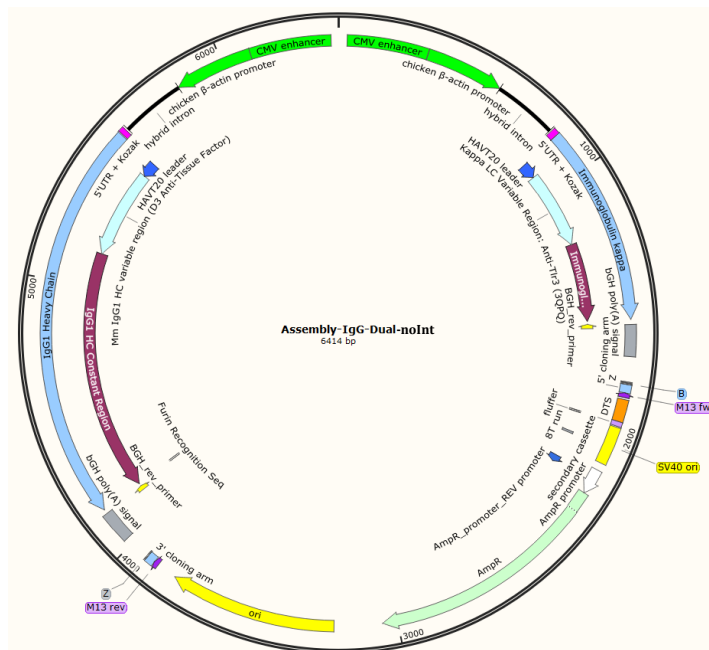 CMV enhancer
CMV enhancer
6000
chicken β-actin promoter
chicken β-actin promoter
hybrid intron
hybrid intron
5'UTR + Kozak
5'UTR + Kozak
1000
HAVT20 leader
HAVT20 leader
Kappa LC Variable Region: Anti-Tlr3 (3QPQ)
Mm IgG1 HC variable region (D3 Anti-Tissue Factor)
Immunoglobulin kappa
Immunogl...
5000
IgG1 Heavy Chain
IgG1 HC Constant Region
BGH_rev_primer
bGH poly(A) signal
Assembly-IgG-Dual-noInt
6414 bp
5' cloning arm
Z
B
M13 fw
DTS
2000
SV40 ori
fluffer
8T run
secondary cassette
AmpR promoter
AmpR_promoter_REV promoter
AmpR
3000
Furin Recognition Seq
BGH_rev_primer
bGH poly(A) signal
400
3' cloning arm
Z
M13 rev
ori